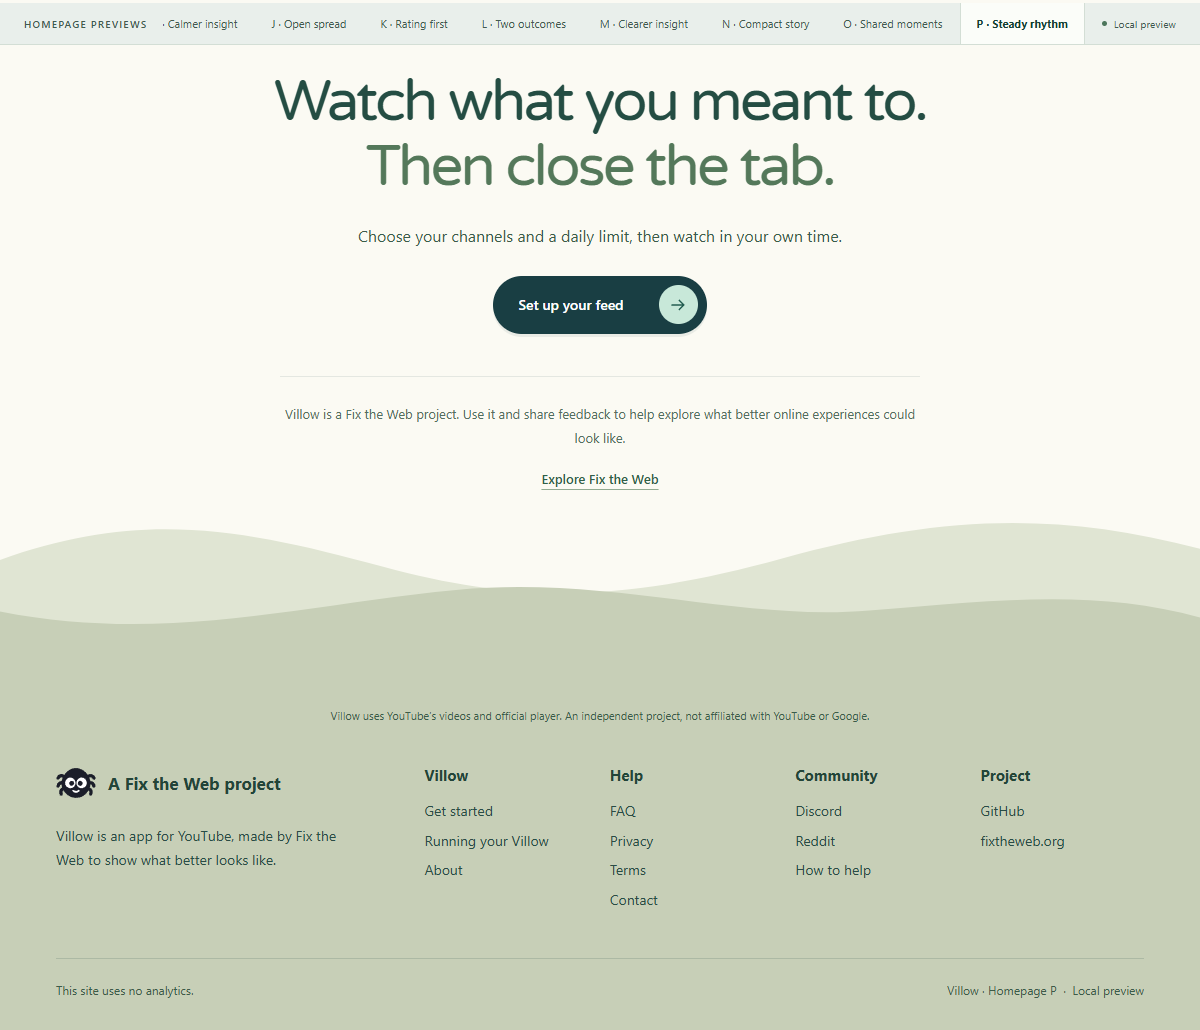 HOMEPAGE PREVIEWS · Calmer insight J · Open spread K · Rating first L · Two outcomes M · Clearer insight N · Compact story O · Shared moments P · Steady rhythm Local preview
Watch what you meant to.
Then close the tab.
Choose your channels and a daily limit, then watch in your own time.
Set up your feed
Villow is a Fix the Web project. Use it and share feedback to help explore what better online experiences could
look like.
Explore Fix the Web
Villow uses YouTube's videos and official player. An independent project, not affiliated with YouTube or Google.
A Fix the Web project
Villow is an app for YouTube, made by Fix the
Web to show what better looks like.
Villow
Get started
Running your Villow
About
Help
FAQ
Privacy
Terms
Contact
Community
Discord
Reddit
How to help
Project
GitHub
fixtheweb.org
This site uses no analytics.
Villow · Homepage P · Local preview